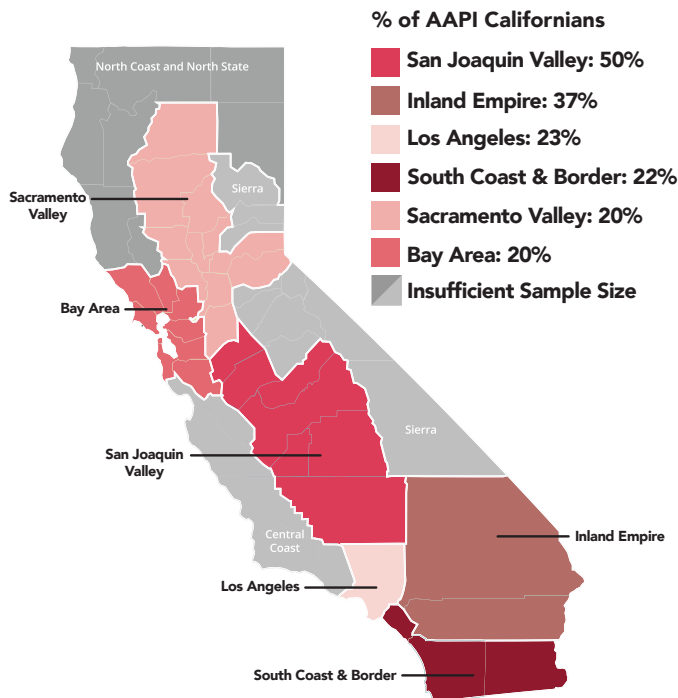 % of AAPI Californians
San Joaquin Valley: 50%
Inland Empire: 37%
Los Angeles: 23%
South Coast & Border: 22%
Sacramento Valley: 20%
Bay Area: 20%
Insufficient Sample Size
North Coast and North State
Sierra
Sacramento
Valley
Bay Area
Sierra
San Joaquin
Valley
Central
Coast
Inland Empire
Los Angeles
South Coast & Border